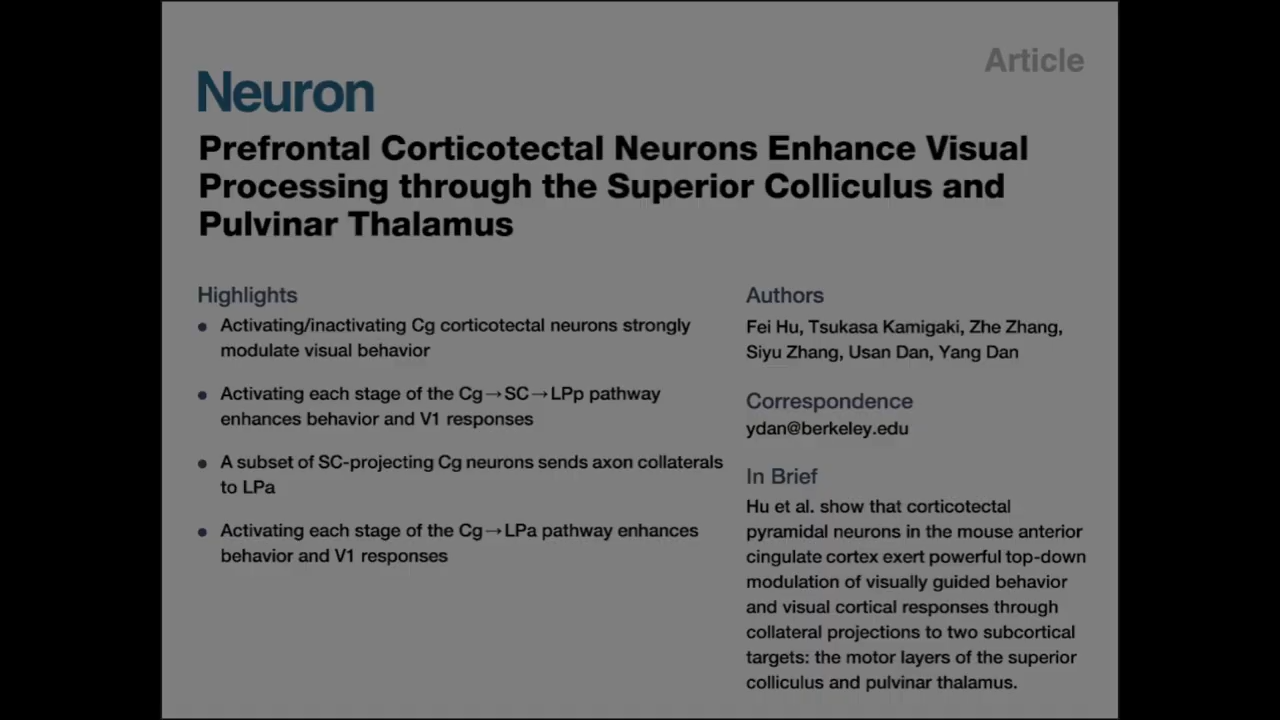 Article
Neuron
Prefrontal Corticotectal Neurons Enhance Visual
Processing through the Superior Colliculus and
Pulvinar Thalamus
Highlights
• Activating/inactivating Cg corticotectal neurons strongly
modulate visual behavior
• Activating each stage of the Cg→SC→LPp pathway
enhances behavior and V1 responses
• A subset of SC-projecting Cg neurons sends axon collaterals
to LPa
• Activating each stage of the Cg→LPa pathway enhances
behavior and V1 responses
Authors
Fei Hu, Tsukasa Kamigaki, Zhe Zhang,
Siyu Zhang, Usan Dan, Yang Dan
Correspondence
ydan@berkeley.edu
In Brief
Hu et al. show that corticotectal
pyramidal neurons in the mouse anterior
cingulate cortex exert powerful top-down
modulation of visually guided behavior
and visual cortical responses through
collateral projections to two subcortical
targets: the motor layers of the superior
colliculus and pulvinar thalamus.